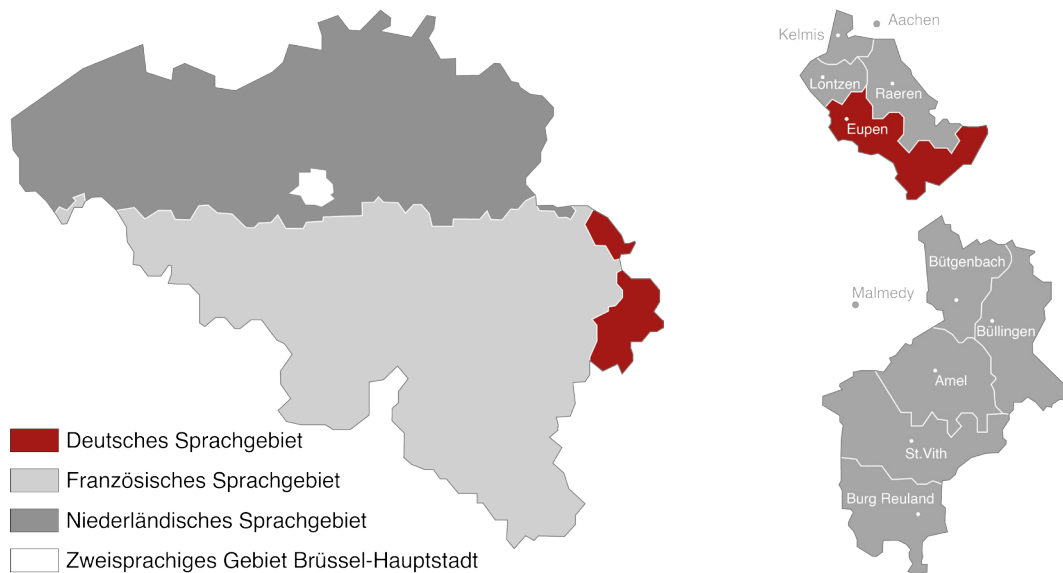 Deutsches Sprachgebiet
Französisches Sprachgebiet
Niederländisches Sprachgebiet
Zweisprachiges Gebiet Brüssel-Hauptstadt
Aachen
Kelmis
Lontzen
Raeren
Eupen
Bütgenbach
Malmedy
Büllingen
Amel
St.Vith
Burg Reuland